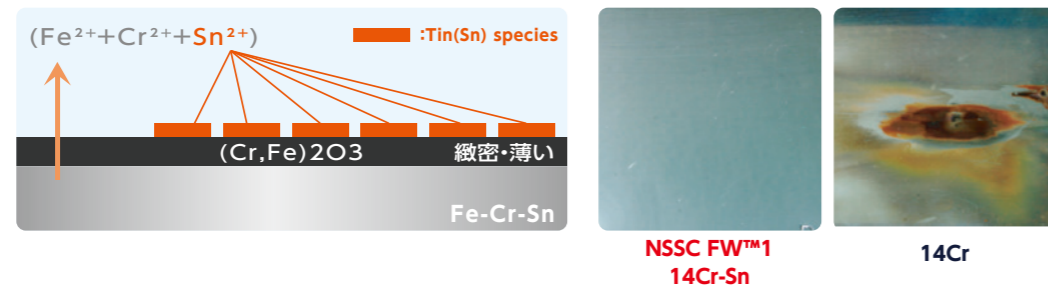 (Fe²⁺+Cr²⁺+Sn²⁺)
:Tin(Sn) species
(Cr,Fe)2O3 緻密・薄い
Fe-Cr-Sn
NSSC FW™1
14Cr-Sn
14Cr